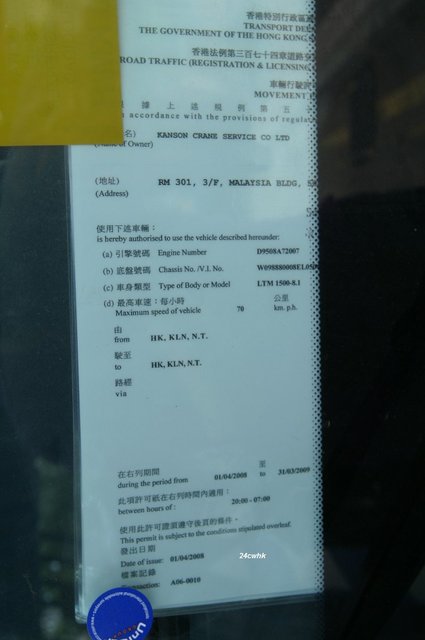 香港特別行政區
TRANSPORT
THE GOVERNMENT OF THE HONG KONG
香港法例第三百七十四章道路
ROAD TRAFFIC (REGISTRATION & LICENSING
車輛行駛
MOVEMENT
據 上 述 規 例 第 五
accordance with the provisions of
名) KANSON CRANE SERVICE CO LTD
(Name of Owner)
(地址) RM 301, 3/F, MALAYSIA BLDG,
(Address)
使用下述車輛：
is hereby authorised to use the vehicle described hereunder:
(a) 引擎號碼 Engine Number D9508A72007
(b) 底盤號碼 Chassis No./V.I. No.
(c) 車身類型 Type of Body or Model LTM 1500-8.1
(d) 最高車速：每小時 公里
Maximum speed of vehicle 70 km. p.h.
由
from HK, KLN, N.T.
駛至
to HK, KLN, N.T.
路經
via
在右列期間 至
during the period from 01/04/2008 to 31/03/2009
此項許可祇在右列時間內適用：
between hours of : 20:00 - 07:00
使用此許可證須遵守後頁的條件。
This permit is subject to the conditions stipulated overleaf.
發出日期
Date of issue: 01/04/2008
24cwhk
檔案記錄
A06-0010